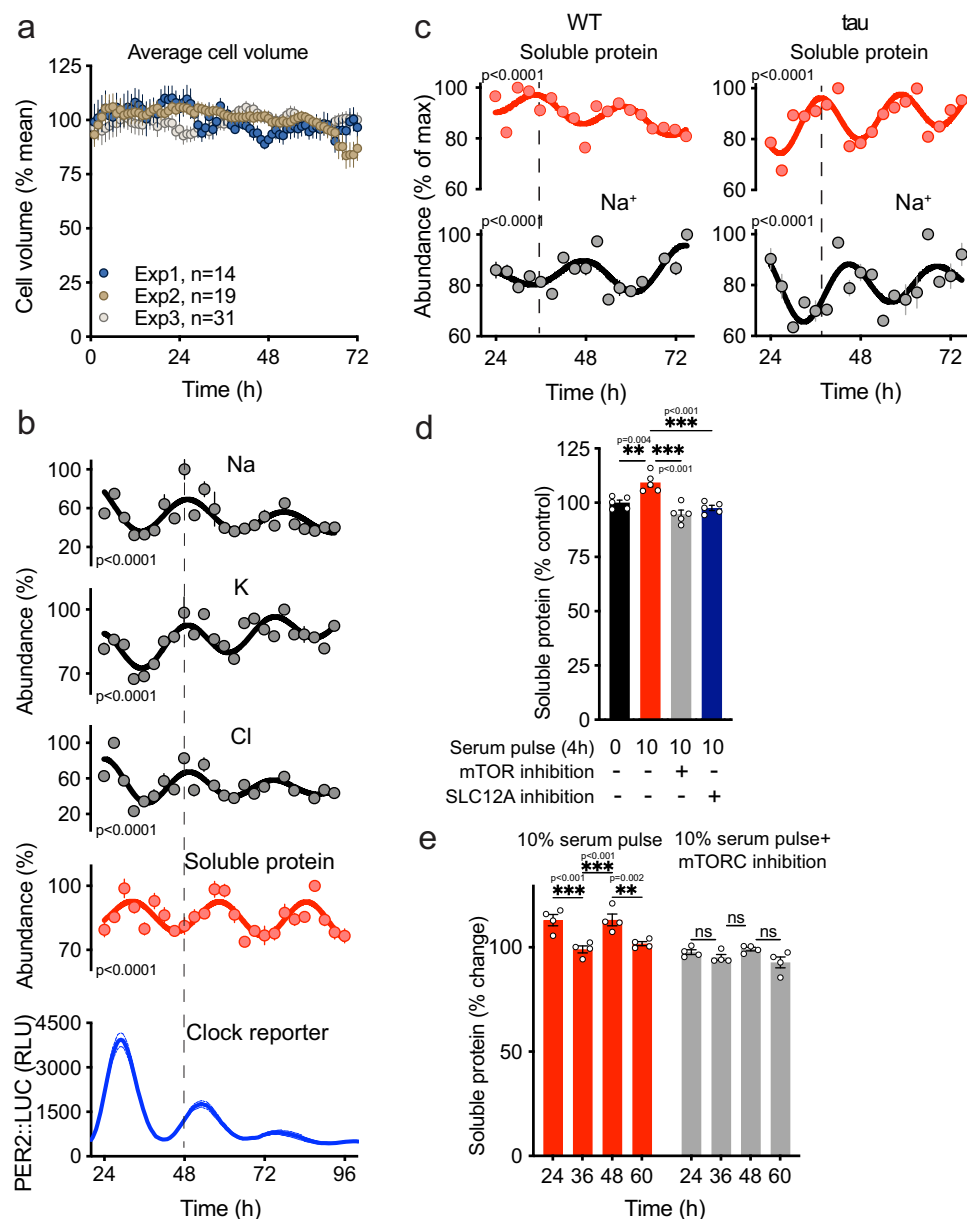 a
Average cell volume
Cell volume (% mean)
125
100
75
50
25
0
Exp1, n=14
Exp2, n=19
Exp3, n=31
0 24 48 72
Time (h)
b
Na
100
60
20
p<0.0001
K
100
70
p<0.0001
Abundance (%)
Cl
100
60
20
p<0.0001
Soluble protein
Abundance (%)
100
70
p<0.0001
Clock reporter
PER2::LUC (RLU)
4500
3000
1500
0
24 48 72 96
Time (h)
c
WT
Soluble protein
p<0.0001
100
80
60
Na⁺
p<0.0001
100
80
60
Abundance (% of max)
24 48 72
Time (h)
tau
Soluble protein
p<0.0001
100
80
60
Na⁺
p<0.0001
100
80
60
24 48 72
Time (h)
d
p<0.001
***
p=0.004
** ***
p<0.001
Soluble protein (% control)
125
100
75
50
25
0
Serum pulse (4h) 0 10 10 10
mTOR inhibition - - + -
SLC12A inhibition - - - +
e
10% serum pulse
10% serum pulse+
mTORC inhibition
p<0.001
***
p<0.001 p=0.002
*** **
ns
ns ns
Soluble protein (% change)
100
50
0
24 36 48 60 24 36 48 60
Time (h)